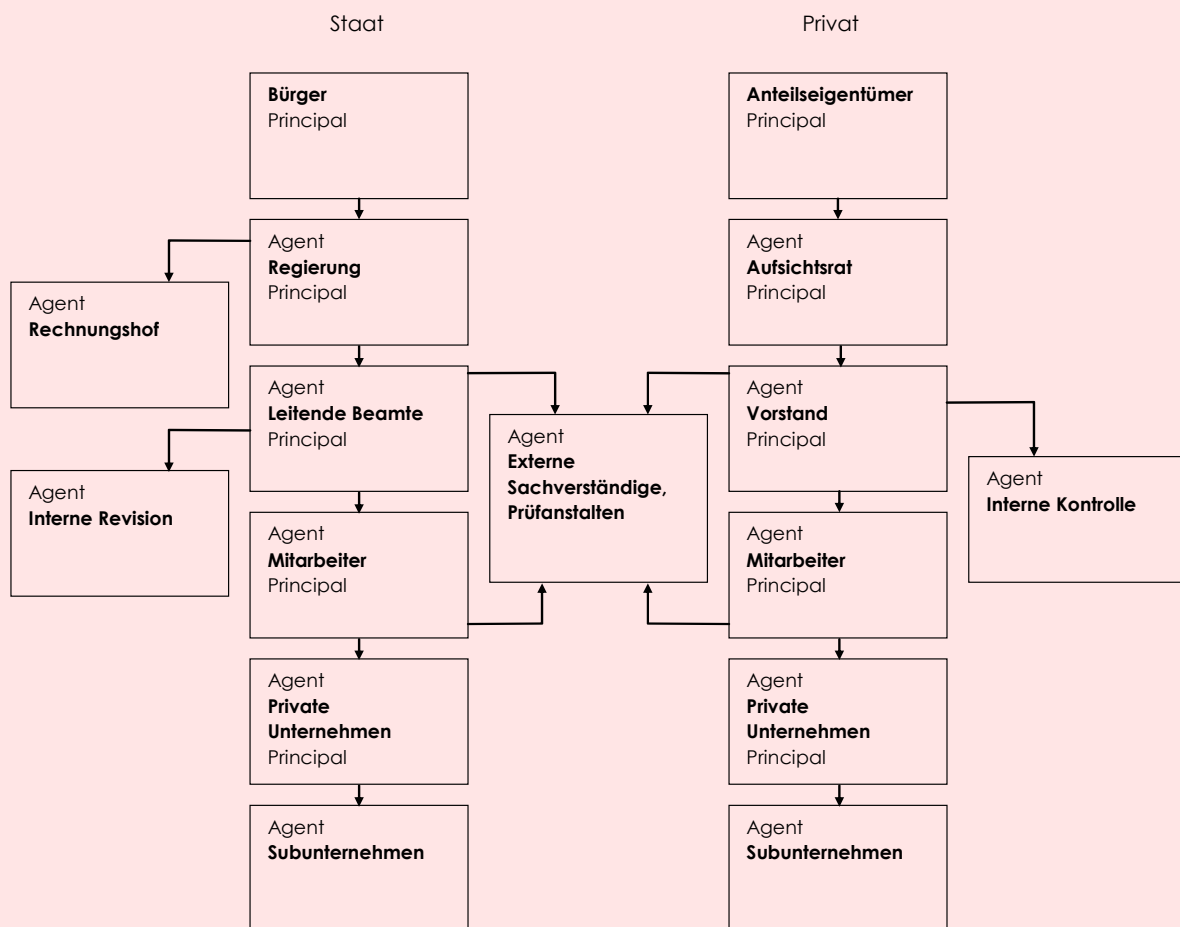 Staat
Privat
Bürger
Principal
Anteilseigentümer
Principal
Agent
Regierung
Principal
Agent
Aufsichtsrat
Principal
Agent
Rechnungshof
Agent
Leitende Beamte
Principal
Agent
Externe
Sachverständige,
Prüfanstalten
Agent
Vorstand
Principal
Agent
Interne Revision
Agent
Interne Kontrolle
Agent
Mitarbeiter
Principal
Agent
Mitarbeiter
Principal
Agent
Private
Unternehmen
Principal
Agent
Private
Unternehmen
Principal
Agent
Subunternehmen
Agent
Subunternehmen